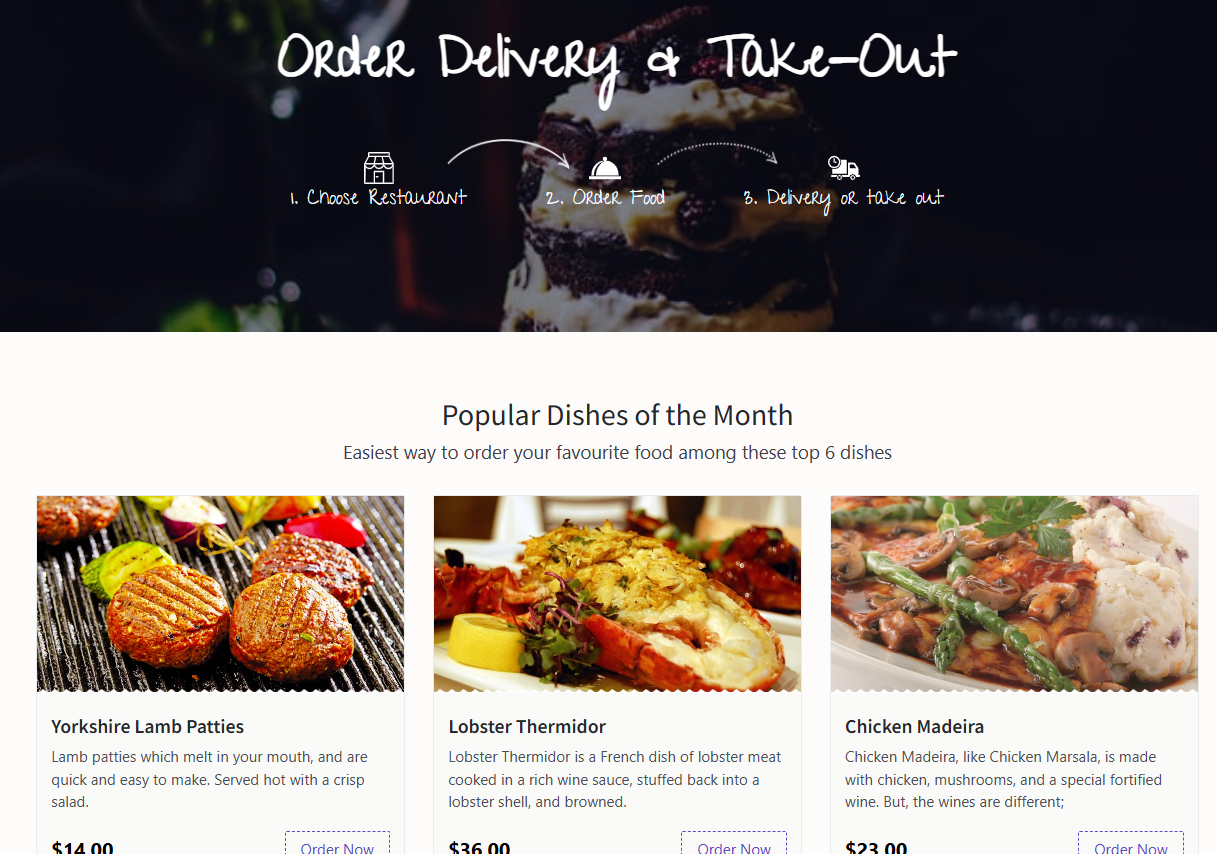 Order Delivery & Take-Out
1. Choose Restaurant
2. Order Food
3. Delivery or take out
Popular Dishes of the Month
Easiest way to order your favourite food among these top 6 dishes
Yorkshire Lamb Patties
Lamb patties which melt in your mouth, and are
quick and easy to make. Served hot with a crisp
salad.
$14.00
Order Now
Lobster Thermidor
Lobster Thermidor is a French dish of lobster meat
cooked in a rich wine sauce, stuffed back into a
lobster shell, and browned.
$36.00
Order Now
Chicken Madeira
Chicken Madeira, like Chicken Marsala, is made
with chicken, mushrooms, and a special fortified
wine. But, the wines are different;
$23.00
Order Now